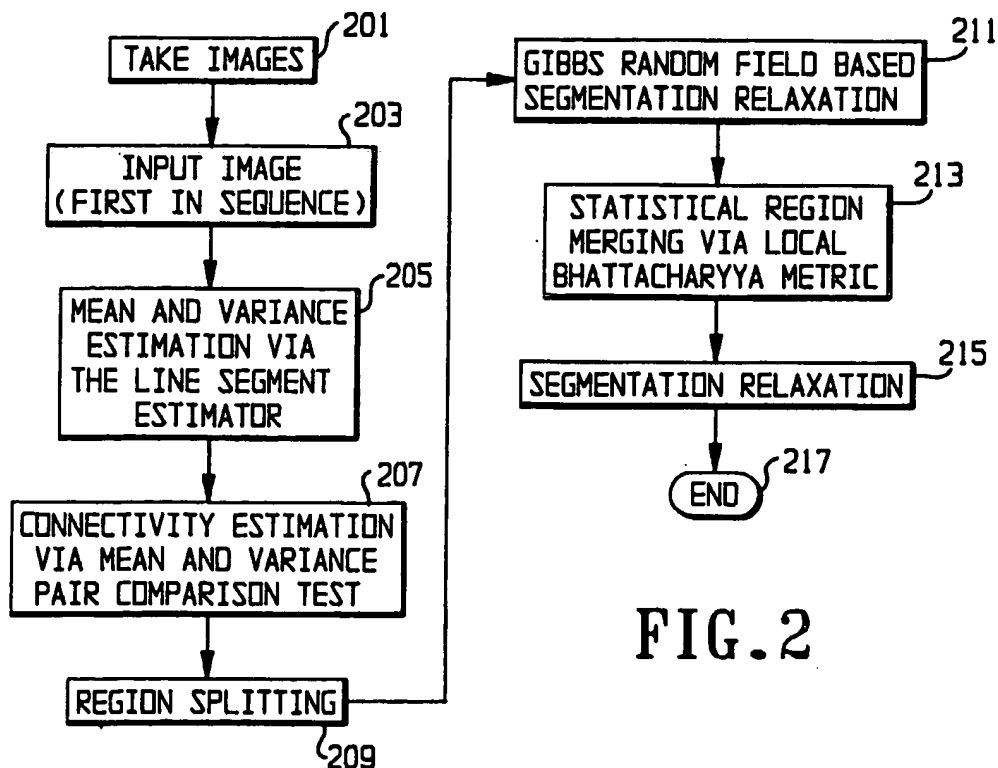 201
TAKE IMAGES
203
INPUT IMAGE
(FIRST IN SEQUENCE)
205
MEAN AND VARIANCE
ESTIMATION VIA
THE LINE SEGMENT
ESTIMATOR
207
CONNECTIVITY ESTIMATION
VIA MEAN AND VARIANCE
PAIR COMPARISON TEST
REGION SPLITTING
209
211
GIBBS RANDOM FIELD BASED
SEGMENTATION RELAXATION
213
STATISTICAL REGION
MERGING VIA LOCAL
BHATTACHARYYA METRIC
215
SEGMENTATION RELAXATION
217
END
FIG.2